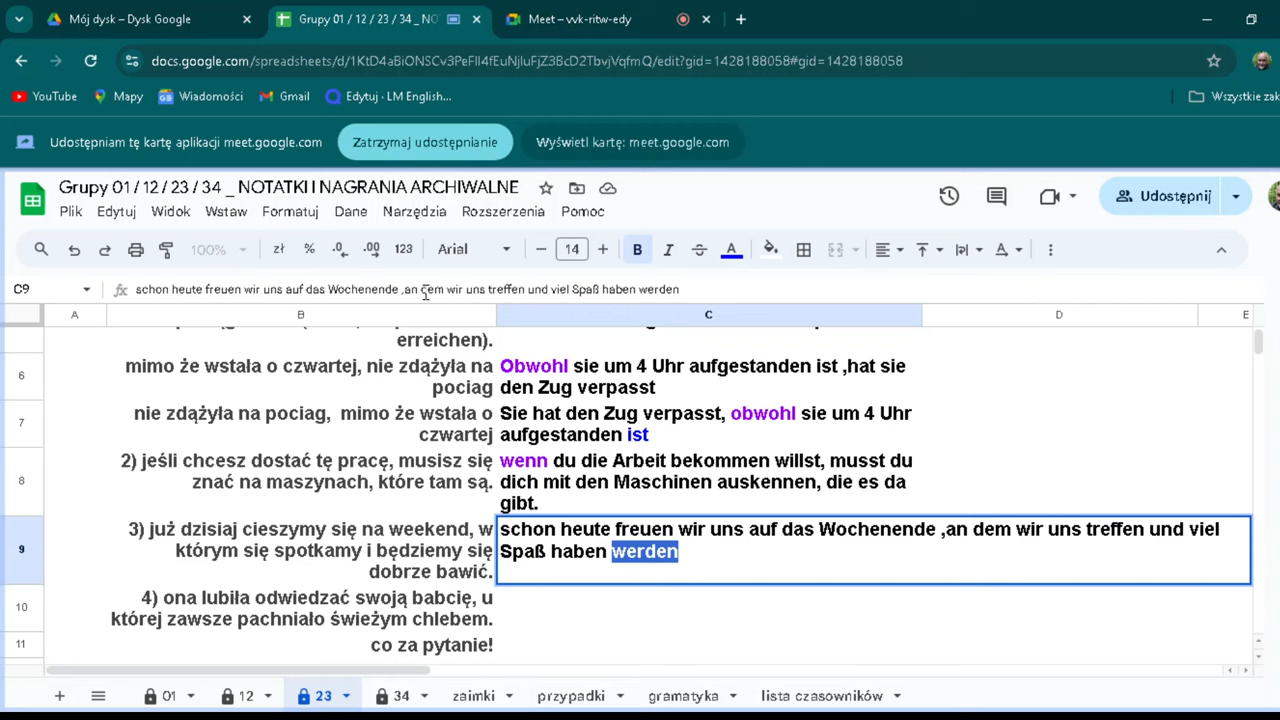 Mój dysk – Dysk Google
Grupy 01 / 12 / 23 / 34 _ NO
Meet – vvk-ritw-edy
docs.google.com/spreadsheets/d/1KtD4aBiONSCv3PeFlI4fEuNjluFjZ3BcD2TbvjVqfmQ/edit?gid=1428188058#gid=1428188058
YouTube
Mapy
Wiadomości
Gmail
Edytuj · LM English...
Wszystkie zak
Udostępniam tę kartę aplikacji meet.google.com
Zatrzymaj udostępnianie
Wyświetl kartę: meet.google.com
Grupy 01 / 12 / 23 / 34 _ NOTATKI I NAGRANIA ARCHIWALNE
Plik Edytuj Widok Wstaw Formatuj Dane Narzędzia Rozszerzenia Pomoc
Udostępnij
100% zł % .0 .00 123 Arial 14 B I S A
C9
fx schon heute freuen wir uns auf das Wochenende ,an dem wir uns treffen und viel Spaß haben werden
A B C D E
erreichen).
6
mimo że wstała o czwartej, nie zdążyła na
pociag
Obwohl sie um 4 Uhr aufgestanden ist ,hat sie
den Zug verpasst
7
nie zdążyła na pociag, mimo że wstała o
czwartej
Sie hat den Zug verpasst, obwohl sie um 4 Uhr
aufgestanden ist
8
2) jeśli chcesz dostać tę pracę, musisz się
znać na maszynach, które tam są.
wenn du die Arbeit bekommen willst, musst du
dich mit den Maschinen auskennen, die es da
gibt.
9
3) już dzisiaj cieszymy się na weekend, w
którym się spotkamy i będziemy się
dobrze bawić.
schon heute freuen wir uns auf das Wochenende ,an dem wir uns treffen und viel
Spaß haben werden
10
4) ona lubiła odwiedzać swoją babcię, u
której zawsze pachniało świeżym chlebem.
11
co za pytanie!
01 12 23 34 zaimki przypadki gramatyka lista czasowników